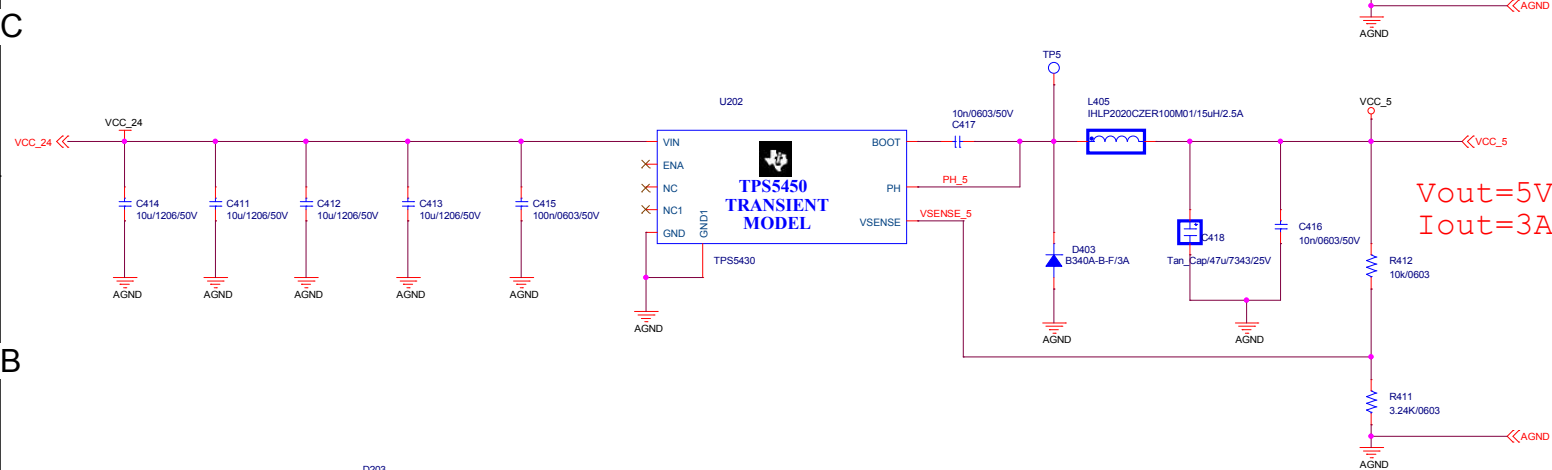 C
AGND
AGND
TP5
U202
10n/0603/50V
C417
L405
IHLP2020CZER100M01/15uH/2.5A
VCC_5
VCC_24
VCC_24
VCC_5
VIN
ENA
NC
NC1
GND
GND1
BOOT
PH
VSENSE
TPS5450
TRANSIENT
MODEL
TPS5430
PH_5
VSENSE_5
Vout=5V
Iout=3A
C414
10u/1206/50V
C411
10u/1206/50V
C412
10u/1206/50V
C413
10u/1206/50V
C415
100n/0603/50V
D403
B340A-B-F/3A
C418
Tan_Cap/47u/7343/25V
C416
10n/0603/50V
R412
10k/0603
AGND
AGND
AGND
AGND
AGND
AGND
AGND
AGND
B
R411
3.24K/0603
AGND
AGND
D203